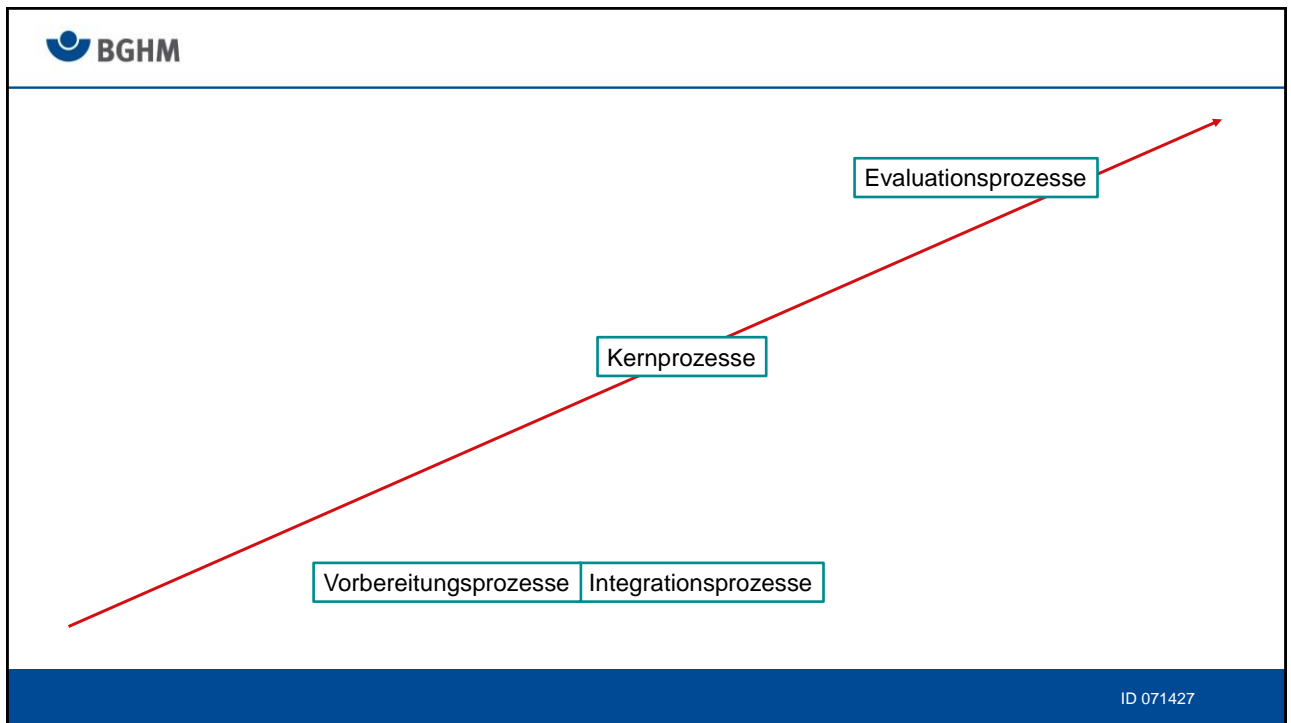 BGHM
Evaluationsprozesse
Kernprozesse
Vorbereitungsprozesse
Integrationsprozesse
ID 071427